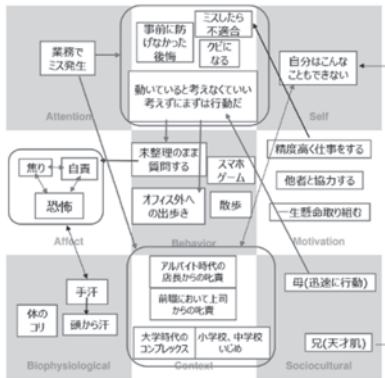 業務で
ミス発生
事前に防
げなかった
後悔
ミスしたら
不適合
クビに
なる
動いていると考えなくていい
考えずにまずは行動だ
自分はこんな
こともできない
Attention
Self
未整理のまま
質問する
スマホ
ゲーム
オフィス外へ
の出歩き
散歩
焦り
自責
恐怖
精度高く仕事をする
他者と協力する
一生懸命取り組む
Affect
Behavior
Motivation
手汗
頭から汗
体の
コリ
アルバイト時代の
店長からの叱責
前職において上司
からの叱責
大学時代の
コンプレックス
小学校、中学校
いじめ
母(迅速に行動)
兄(天才肌)
Biophysiological
Context
Sociocultural